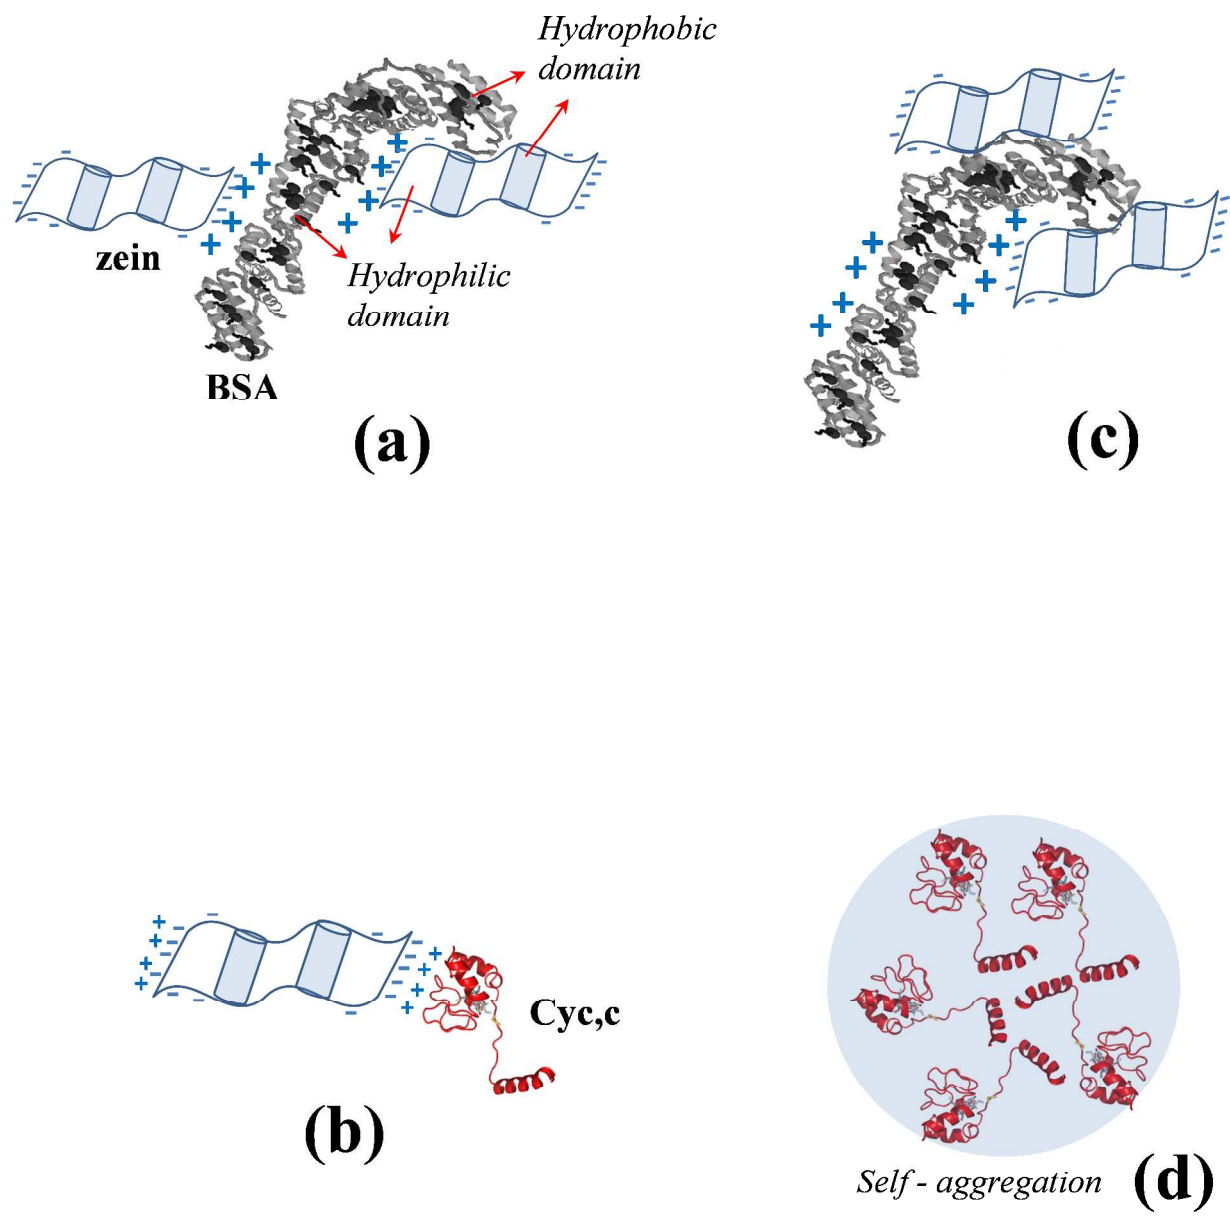 Hydrophobic
domain
zein
Hydrophilic
domain
BSA
(a)
(c)
Cyc,c
(b)
Self - aggregation
(d)